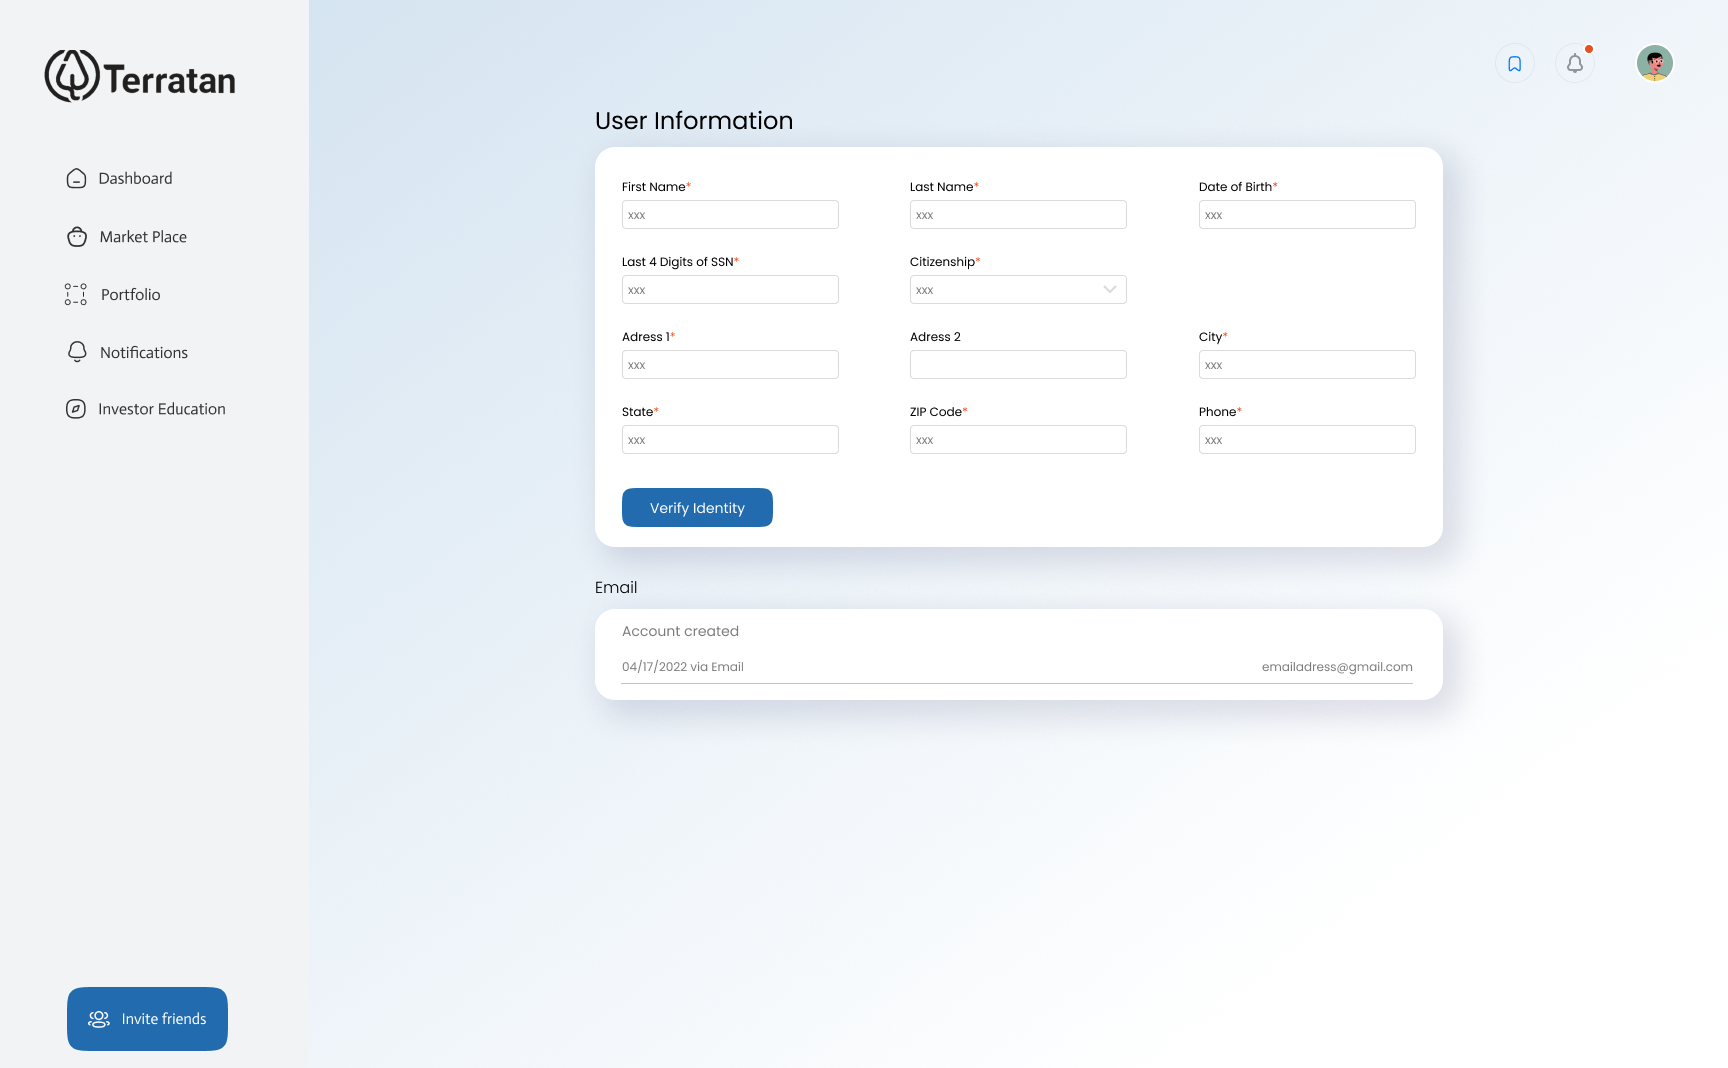 Terratan
Dashboard
Market Place
Portfolio
Notifications
Investor Education
Invite friends
User Information
First Name* Last Name* Date of Birth*
xxx xxx xxx
Last 4 Digits of SSN* Citizenship*
xxx xxx
Adress 1* Adress 2 City*
xxx xxx
State* ZIP Code* Phone*
xxx xxx xxx
Verify Identity
Email
Account created
04/17/2022 via Email emailadress@gmail.com